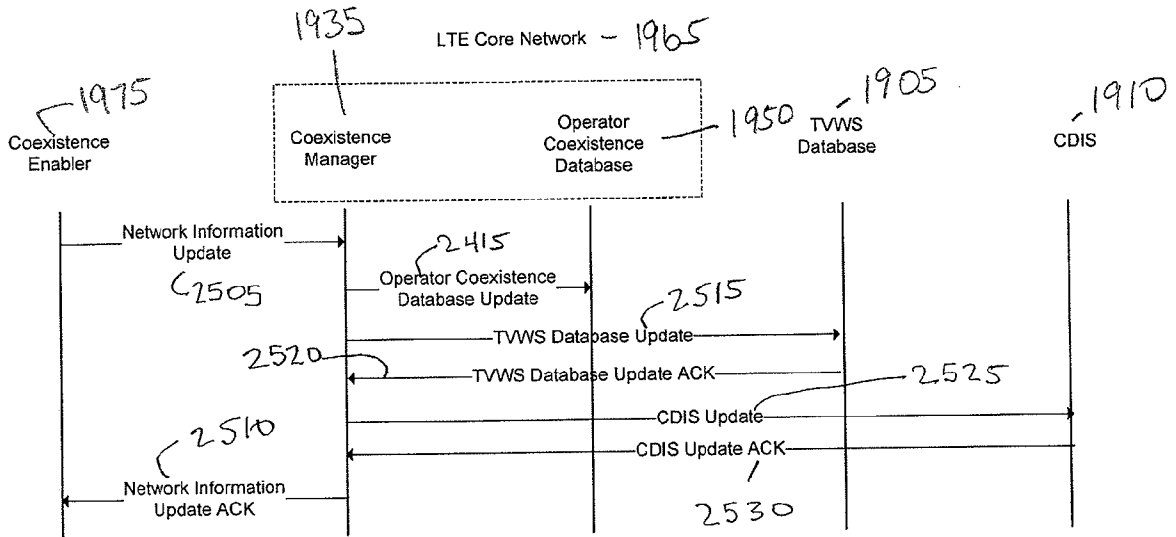 1935
LTE Core Network - 1965
1975
Coexistence
Enabler
Coexistence
Manager
Operator
Coexistence
Database
1950
1905
TVWS
Database
1910
CDIS
Network Information
Update
2505
2415
Operator Coexistence
Database Update
2515
TVWS Database Update
2520
TVWS Database Update ACK
2525
CDIS Update
2510
CDIS Update ACK
Network Information
Update ACK
2530